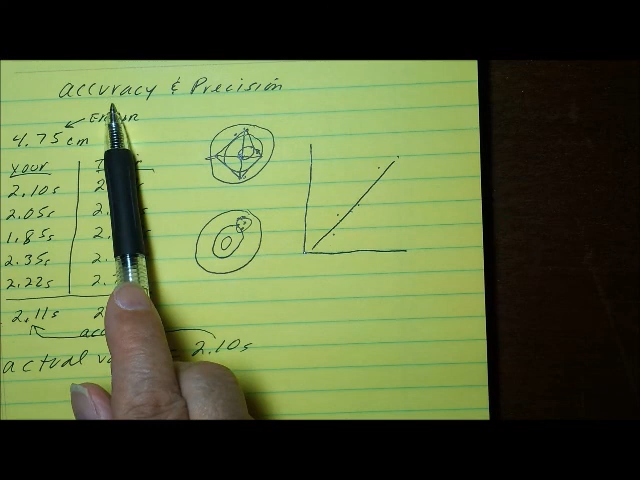 Accuracy & Precision
4.75 cm
your
2.10s
2.05s
1.85s
2.35s
2.22s
2.11s
actual = 2.10s